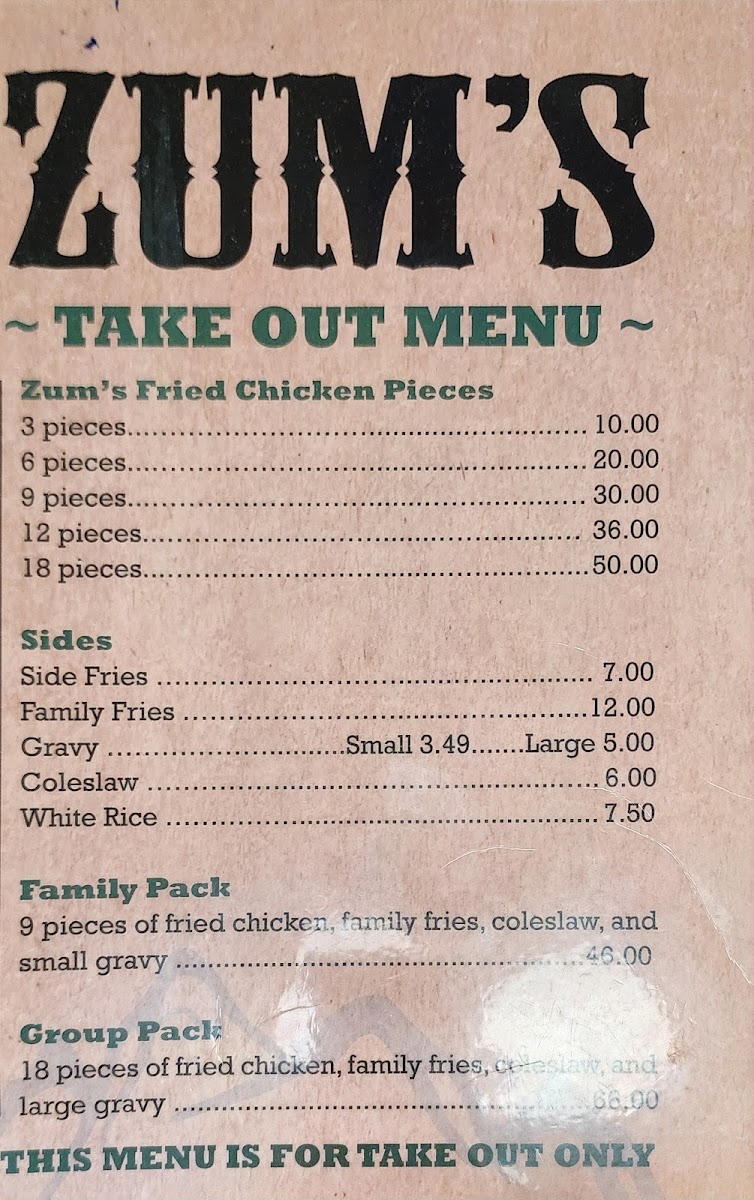 ZUM'S
~ TAKE OUT MENU ~
Zum's Fried Chicken Pieces
3 pieces.................................................... 10.00
6 pieces.................................................... 20.00
9 pieces.................................................... 30.00
12 pieces.................................................. 36.00
18 pieces...................................................50.00
Sides
Side Fries ................................................. 7.00
Family Fries ..............................................12.00
Gravy ...........................Small 3.49.......Large 5.00
Coleslaw ................................................... 6.00
White Rice ................................................ 7.50
Family Pack
9 pieces of fried chicken, family fries, coleslaw, and
small gravy ..............................................46.00
Group Pack
18 pieces of fried chicken, family fries, coleslaw, and
large gravy ...............................................66.00
THIS MENU IS FOR TAKE OUT ONLY